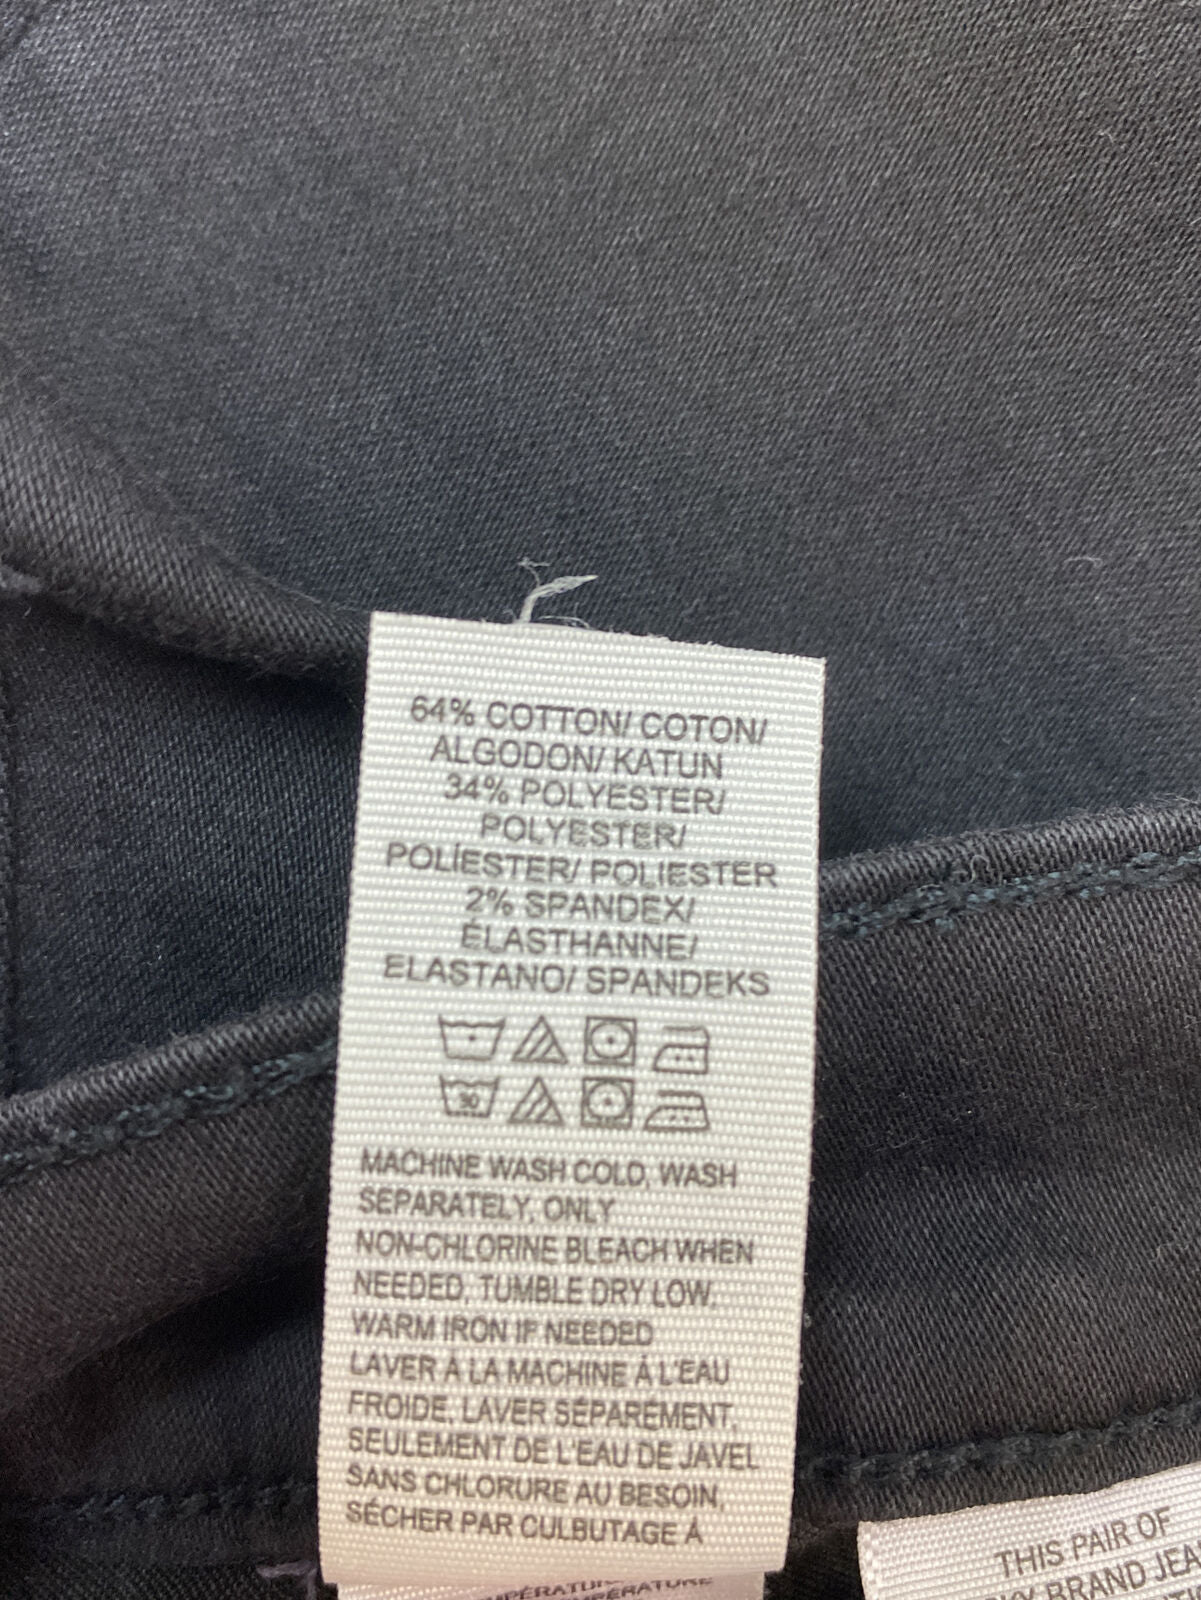 64% COTTON/ COTON/
ALGODON/ KATUN
34% POLYESTER/
POLYESTER/
POLÍESTER/ POLIESTER
2% SPANDEX/
ÉLASTHANNE/
ELASTANO/ SPANDEKS
30
MACHINE WASH COLD, WASH
SEPARATELY, ONLY
NON-CHLORINE BLEACH WHEN
NEEDED, TUMBLE DRY LOW,
WARM IRON IF NEEDED
LAVER À LA MACHINE À L'EAU
FROIDE, LAVER SÉPARÉMENT,
SEULEMENT DE L'EAU DE JAVEL
SANS CHLORURE AU BESOIN,
SÉCHER PAR CULBUTAGE À
THIS PAIR OF
BRAND